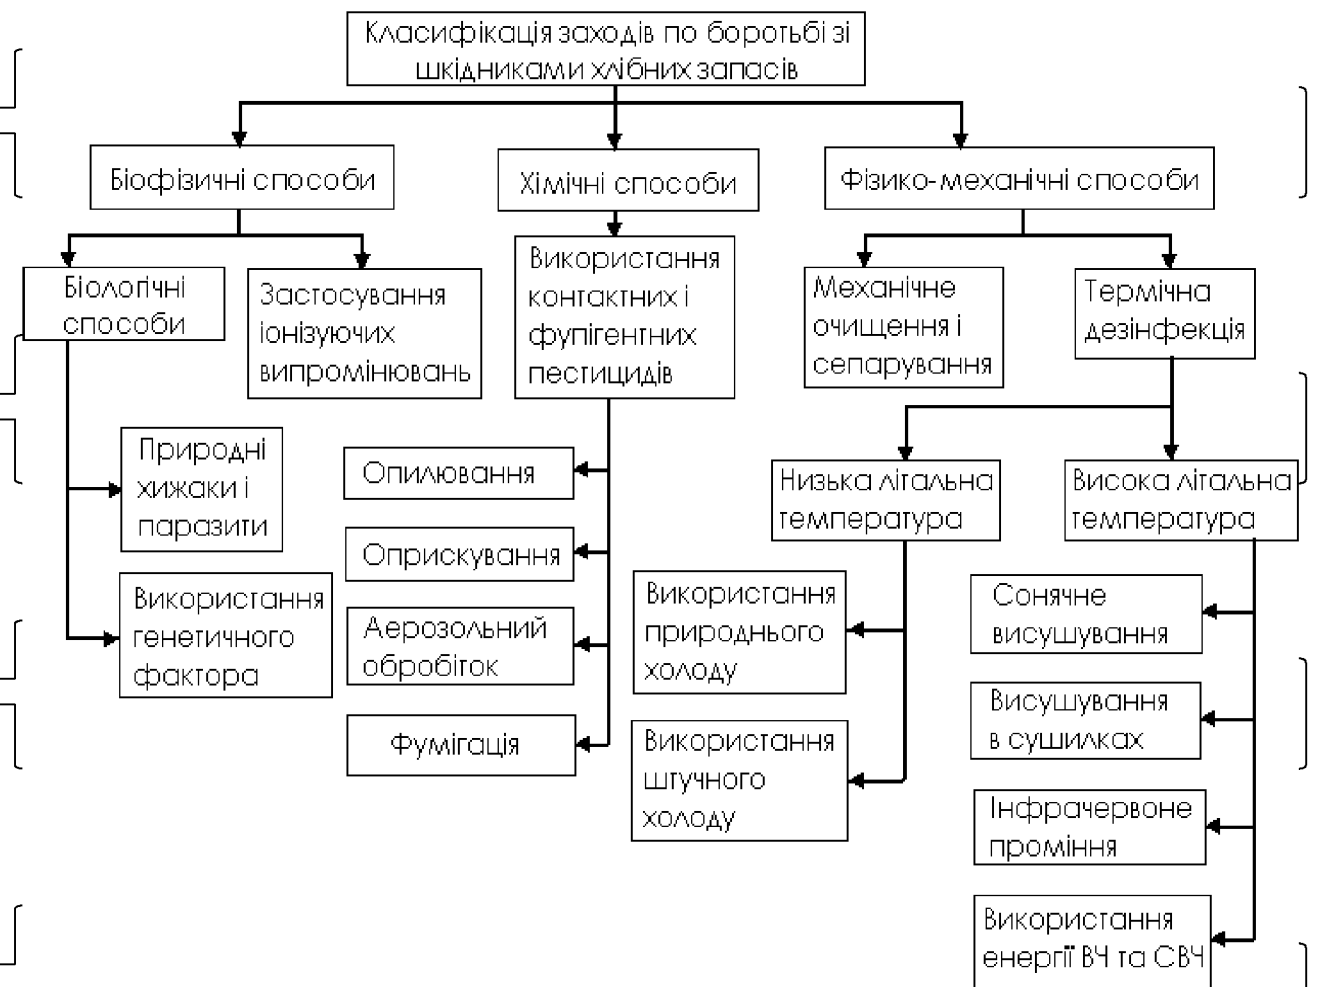 Класифікація заходів по боротьбі зі
шкідниками хлібних запасів
Біофізичні способи
Хімічні способи
Фізико-механічні способи
Біологічні
способи
Застосування
іонізуючих
випромінювань
Використання
контактних і
фупігентних
пестицидів
Механічне
очищення і
сепарування
Термічна
дезінфекція
Природні
хижаки і
паразити
Використання
генетичного
фактора
Опилювання
Оприскування
Аерозольний
обробіток
Фумігація
Низька літальна
температура
Висока літальна
температура
Використання
природнього
холоду
Використання
штучного
холоду
Сонячне
висушування
Висушування
в сушилках
Інфрачервоне
проміння
Використання
енергії ВЧ та СВЧ